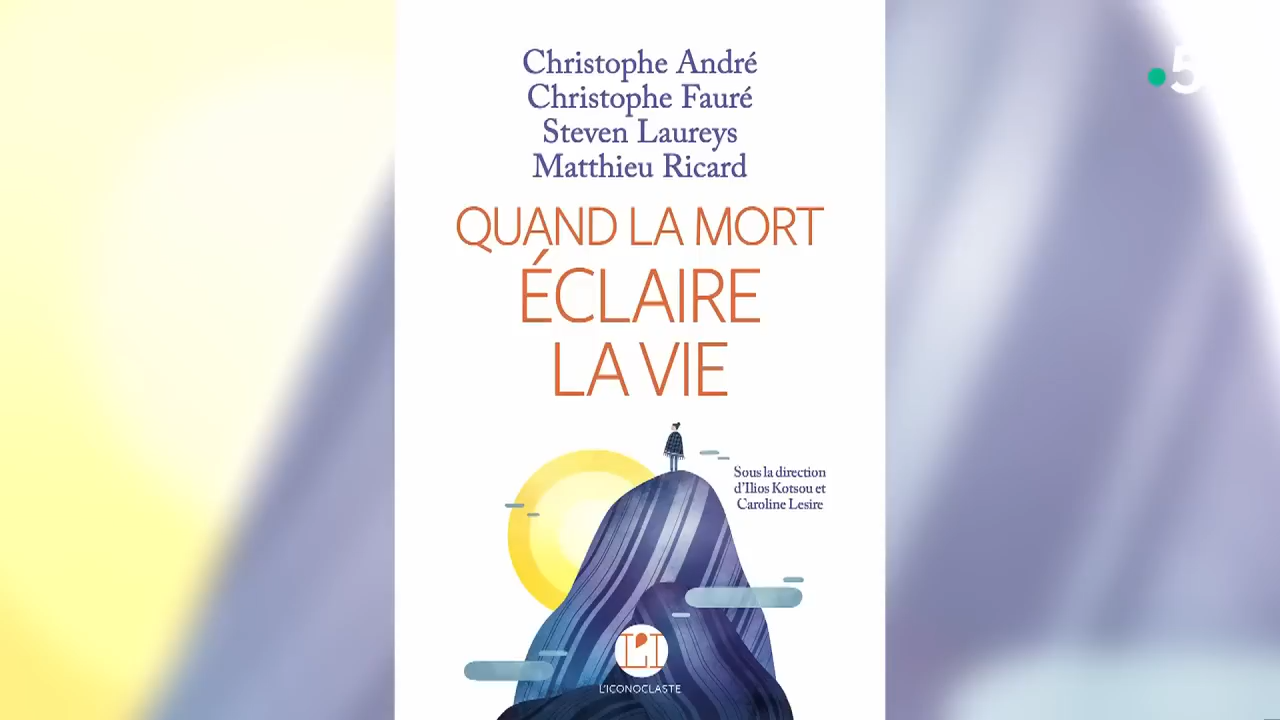 Christophe André
Christophe Fauré
Steven Laureys
Matthieu Ricard
QUAND LA MORT
ÉCLAIRE
LA VIE
Sous la direction
d'Ilios Kotsou et
Caroline Lesire
L'I
L'ICONOCLASTE
5